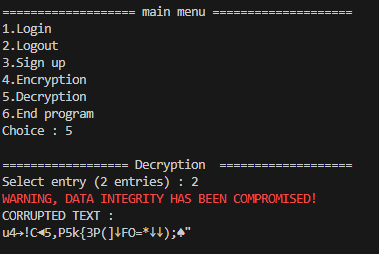 =================== main menu ====================
1.Login
2.Logout
3.Sign up
4.Encryption
5.Decryption
6.End program
Choice : 5
================== Decryption  ===================
Select entry (2 entries) : 2
WARNING, DATA INTEGRITY HAS BEEN COMPROMISED!
CORRUPTED TEXT :
u4→!C◄5,P5k{3P(]↓FO=*↓↓);♠"